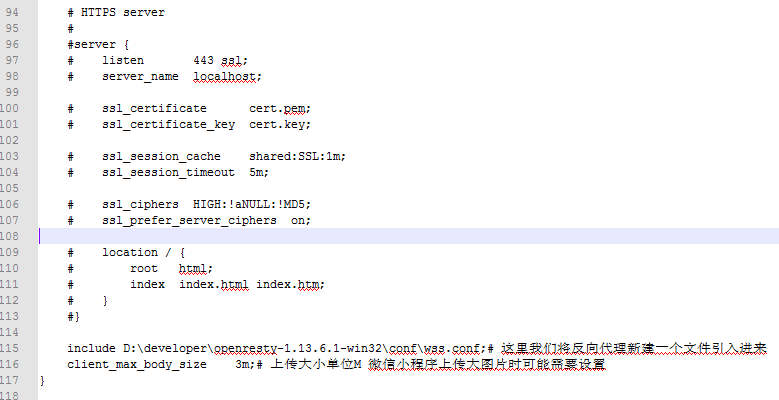 94 # HTTPS server
95 #
96 #server {
97 # listen 443 ssl;
98 # server_name localhost;
99
100 # ssl_certificate cert.pem;
101 # ssl_certificate_key cert.key;
102
103 # ssl_session_cache shared:SSL:1m;
104 # ssl_session_timeout 5m;
105
106 # ssl_ciphers HIGH:!aNULL:!MD5;
107 # ssl_prefer_server_ciphers on;
108
109 # location / {
110 # root html;
111 # index index.html index.htm;
112 # }
113 #}
114
115 include D:\developer\openresty-1.13.6.1-win32\conf\wss.conf;# 这里我们将反向代理新建一个文件引入进来
116 client_max_body_size 3m;# 上传大小单位M 微信小程序上传大图片时可能需要设置
117 }
118